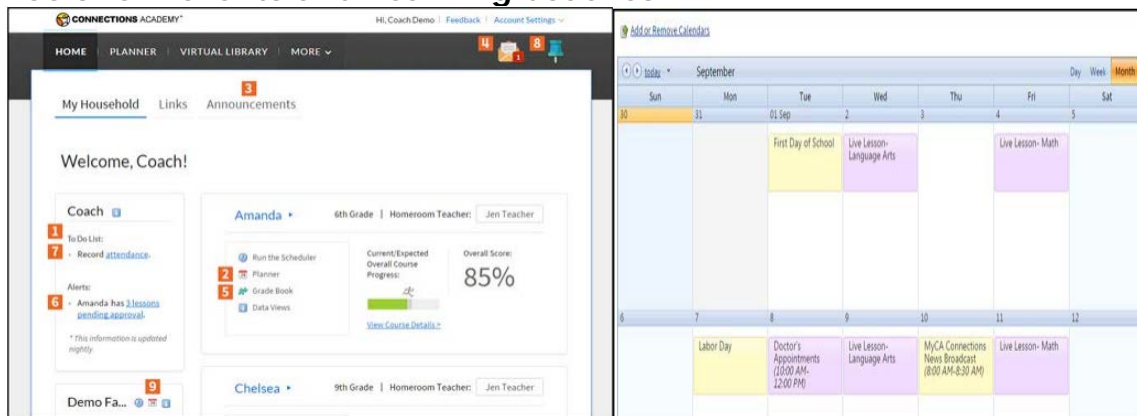 CONNECTIONS ACADEMY
Hi, Coach Demo | Feedback | Account Settings
HOME PLANNER VIRTUAL LIBRARY MORE
4 1 8
3
My Household Links Announcements
Welcome, Coach!
Coach
1
To Do List:
7 Record attendance.
Alerts:
6 Amanda has 3 lessons
pending approval.
* This information is updated
nightly
9
Demo Fa...
Amanda 6th Grade | Homeroom Teacher: Jen Teacher
Run the Scheduler
2 Planner
5 Grade Book
Data Views
Current/Expected
Overall Course
Progress:
View Course Details >
Overall Score:
85%
Chelsea 9th Grade | Homeroom Teacher: Jen Teacher
Add or Remove Calendars
today September Day Week Month
Sun Mon Tue Wed Thu Fri Sat
30 31 01 Sep 2 3 4 5
First Day of School
Live Lesson-
Language Arts
Live Lesson- Math
6 7 8 9 10 11 12
Labor Day
Doctor's
Appointments
(10:00 AM-
12:00 PM)
Live Lesson-
Language Arts
MyCA Connections
News Broadcast
(8:00 AM-8:30 AM)
Live Lesson- Math